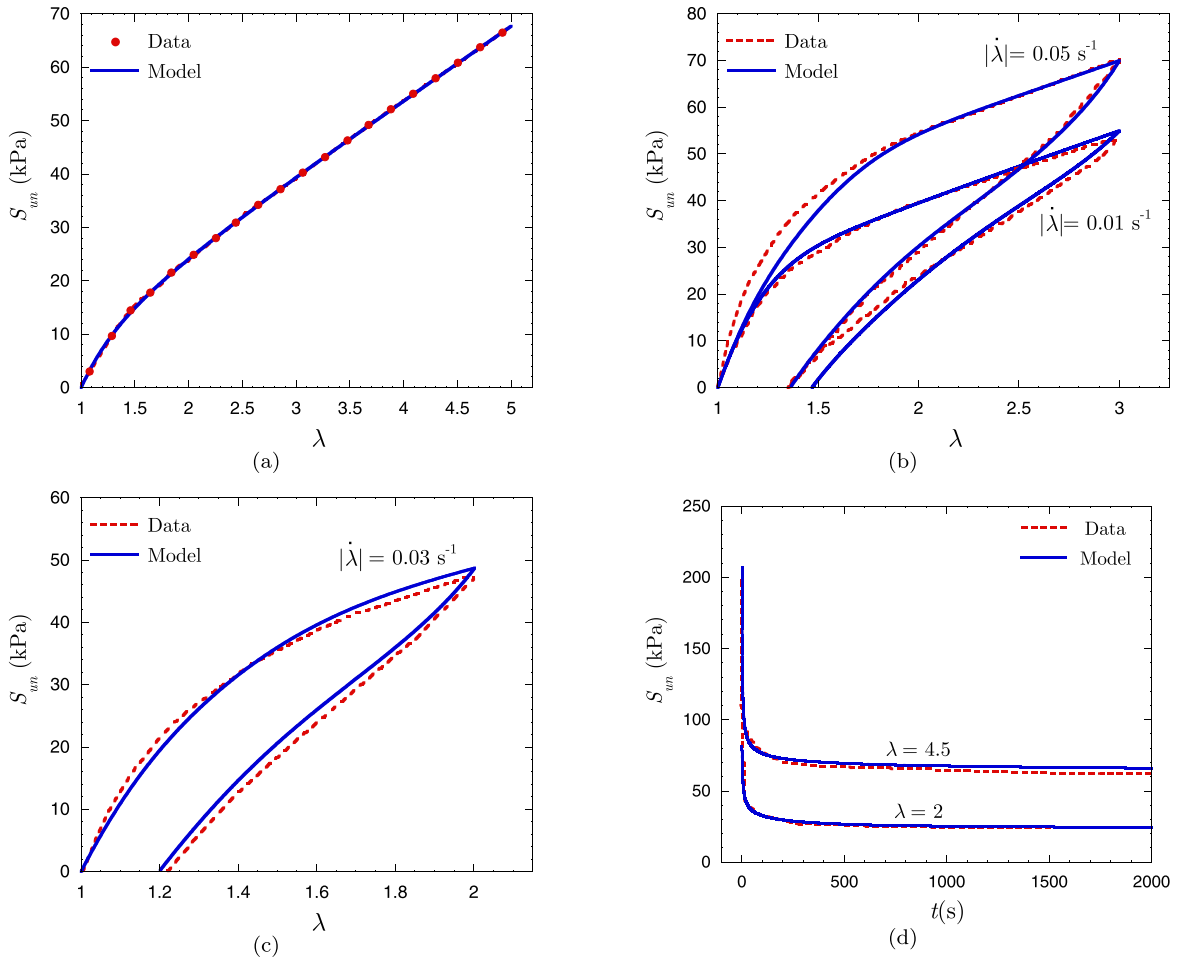 70
60
50
40
30
20
10
0
1 1.5 2 2.5 3 3.5 4 4.5 5
S_un (kPa)
λ
Data
Model
(a)
80
70
60
50
40
30
20
10
0
1 1.5 2 2.5 3
S_un (kPa)
λ
Data
Model
|λ̇|= 0.05 s⁻¹
|λ̇|= 0.01 s⁻¹
(b)
60
50
40
30
20
10
0
1 1.2 1.4 1.6 1.8 2
S_un (kPa)
λ
Data
Model
|λ̇| = 0.03 s⁻¹
(c)
250
200
150
100
50
0
0 500 1000 1500 2000
S_un (kPa)
t(s)
Data
Model
λ = 4.5
λ = 2
(d)